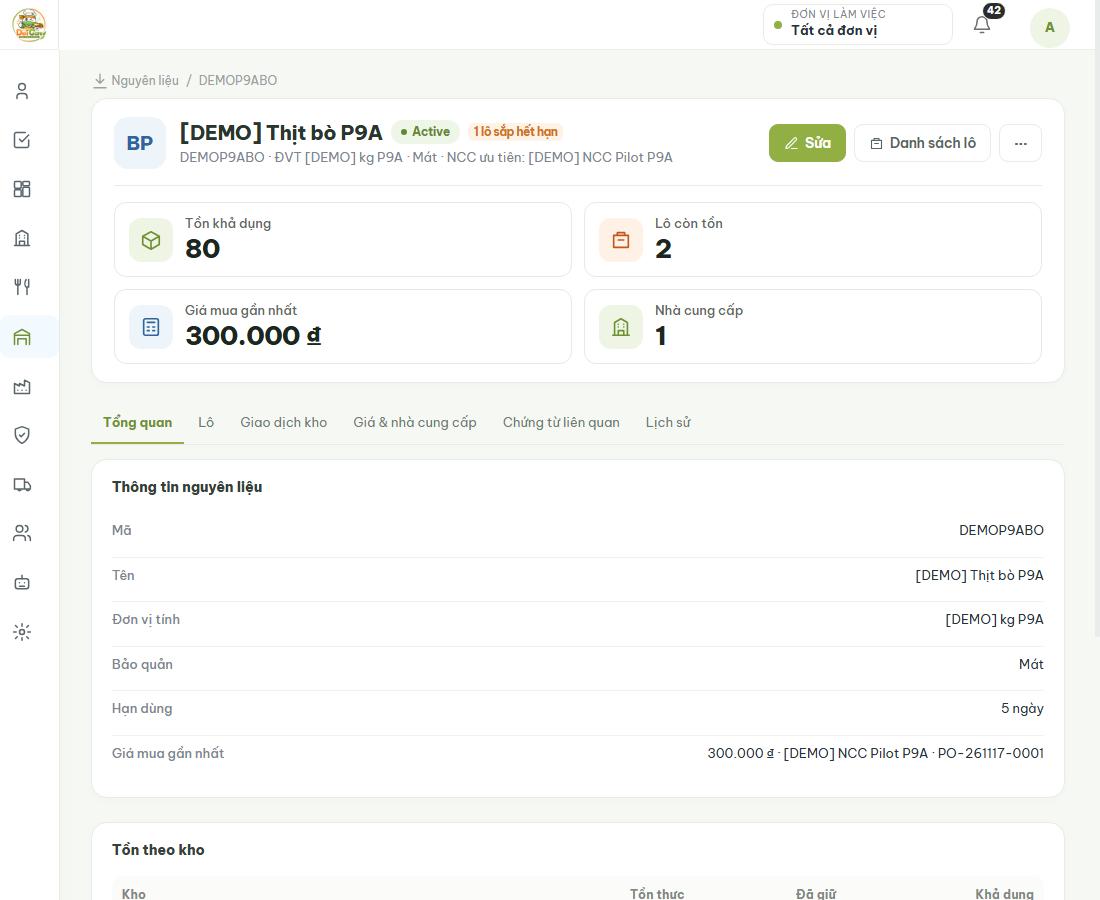 ĐƠN VỊ LÀM VIỆC
Tất cả đơn vị
42
A
Nguyên liệu / DEMOP9ABO
BP
[DEMO] Thịt bò P9A
Active
1 lô sắp hết hạn
DEMOP9ABO · ĐVT [DEMO] kg P9A · Mát · NCC ưu tiên: [DEMO] NCC Pilot P9A
Sửa
Danh sách lô
...
Tồn khả dụng
80
Lô còn tồn
2
Giá mua gần nhất
300.000 ₫
Nhà cung cấp
1
Tổng quan
Lô
Giao dịch kho
Giá & nhà cung cấp
Chứng từ liên quan
Lịch sử
Thông tin nguyên liệu
Mã
DEMOP9ABO
Tên
[DEMO] Thịt bò P9A
Đơn vị tính
[DEMO] kg P9A
Bảo quản
Mát
Hạn dùng
5 ngày
Giá mua gần nhất
300.000 ₫ · [DEMO] NCC Pilot P9A · PO-261117-0001
Tồn theo kho
Kho
Tồn thực
Đã giữ
Khả dụng